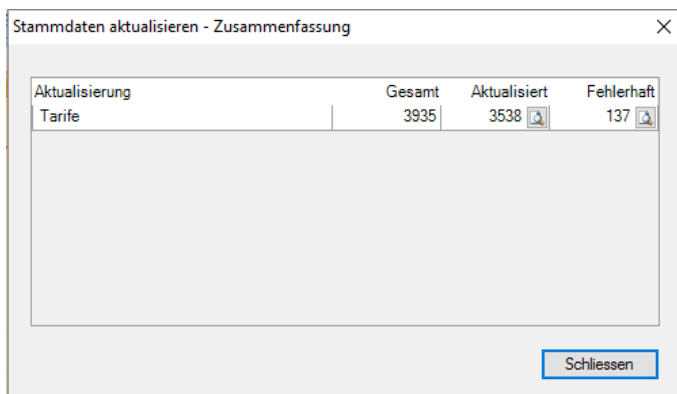 Stammdaten aktualisieren - Zusammenfassung
Aktualisierung Gesamt Aktualisiert Fehlerhaft
Tarife 3935 3538 137
Schliessen